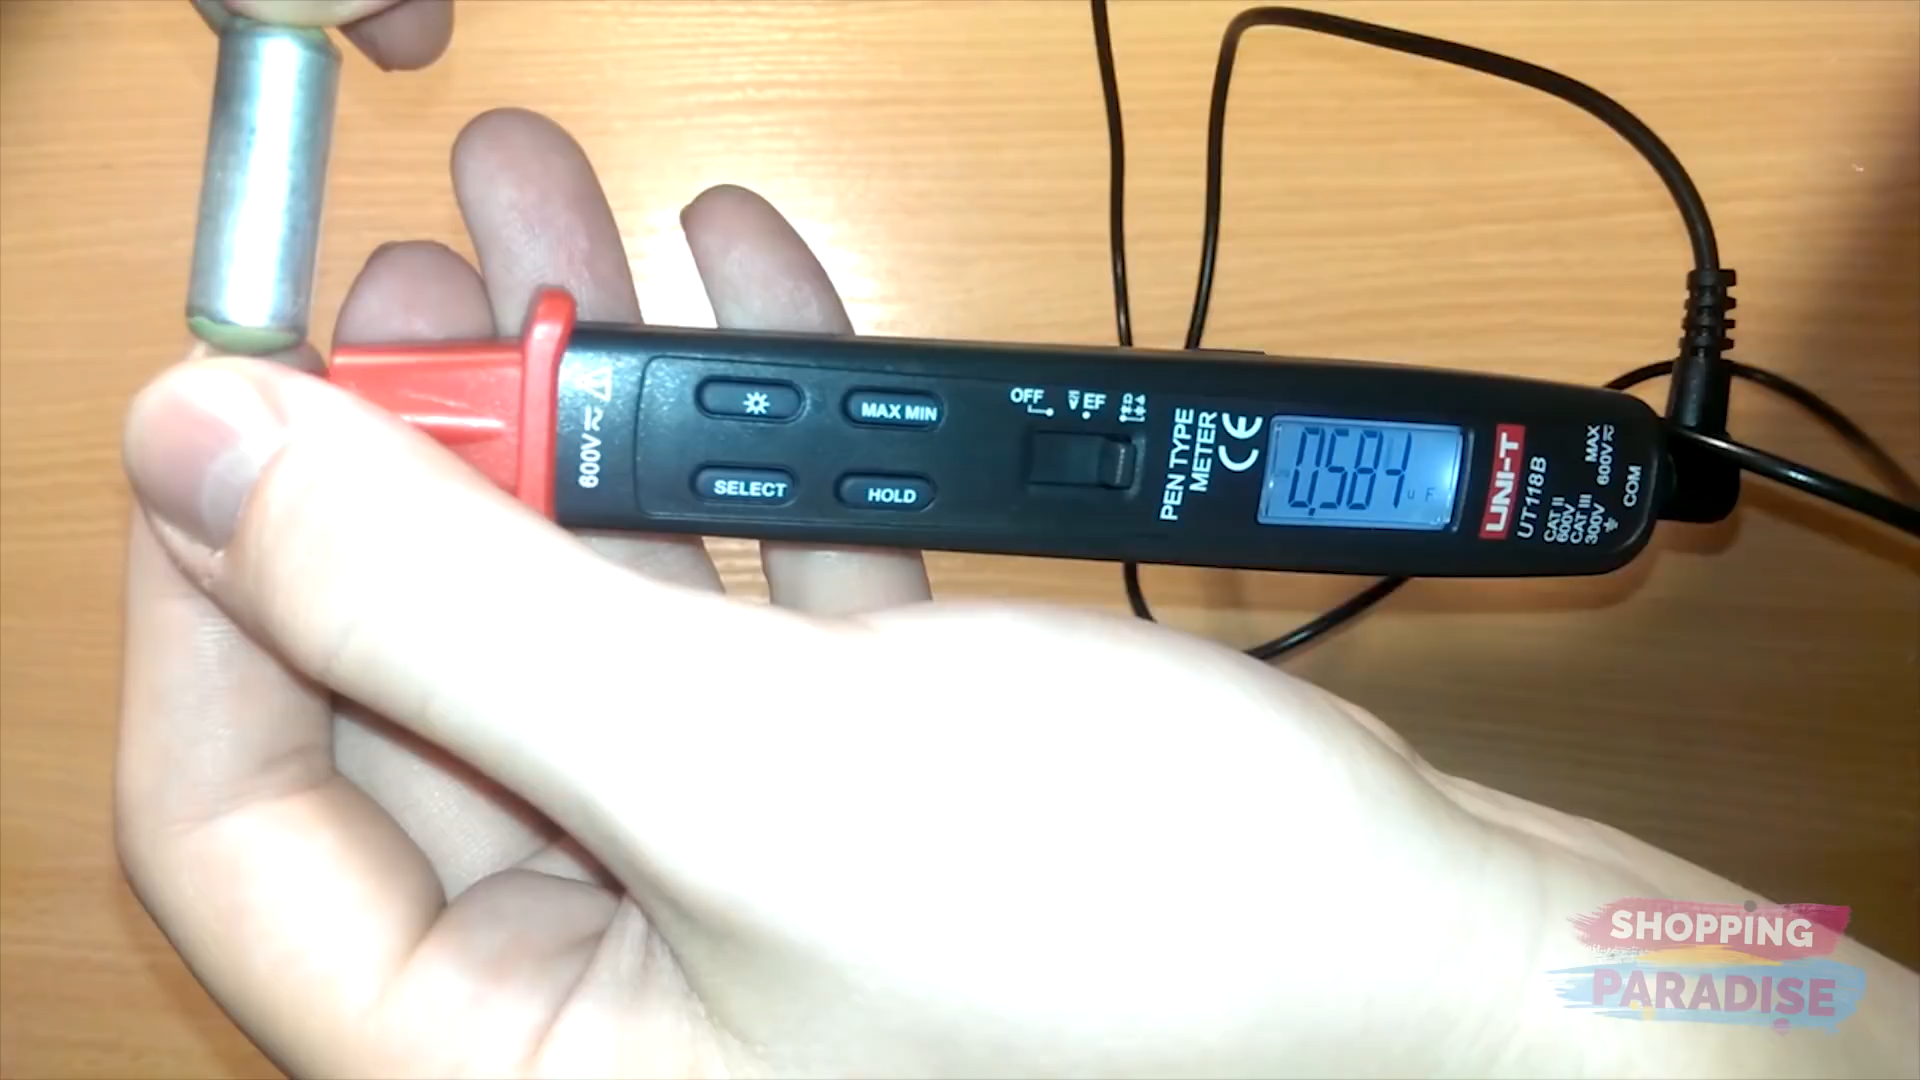 600V
SELECT
MAX MIN
HOLD
OFF
EF
PEN TYPE
METER
CE
0.584
u F
UNI-T
UT118B
CAT II
600V
CAT III
300V
MAX
600V
COM
SHOPPING
PARADISE